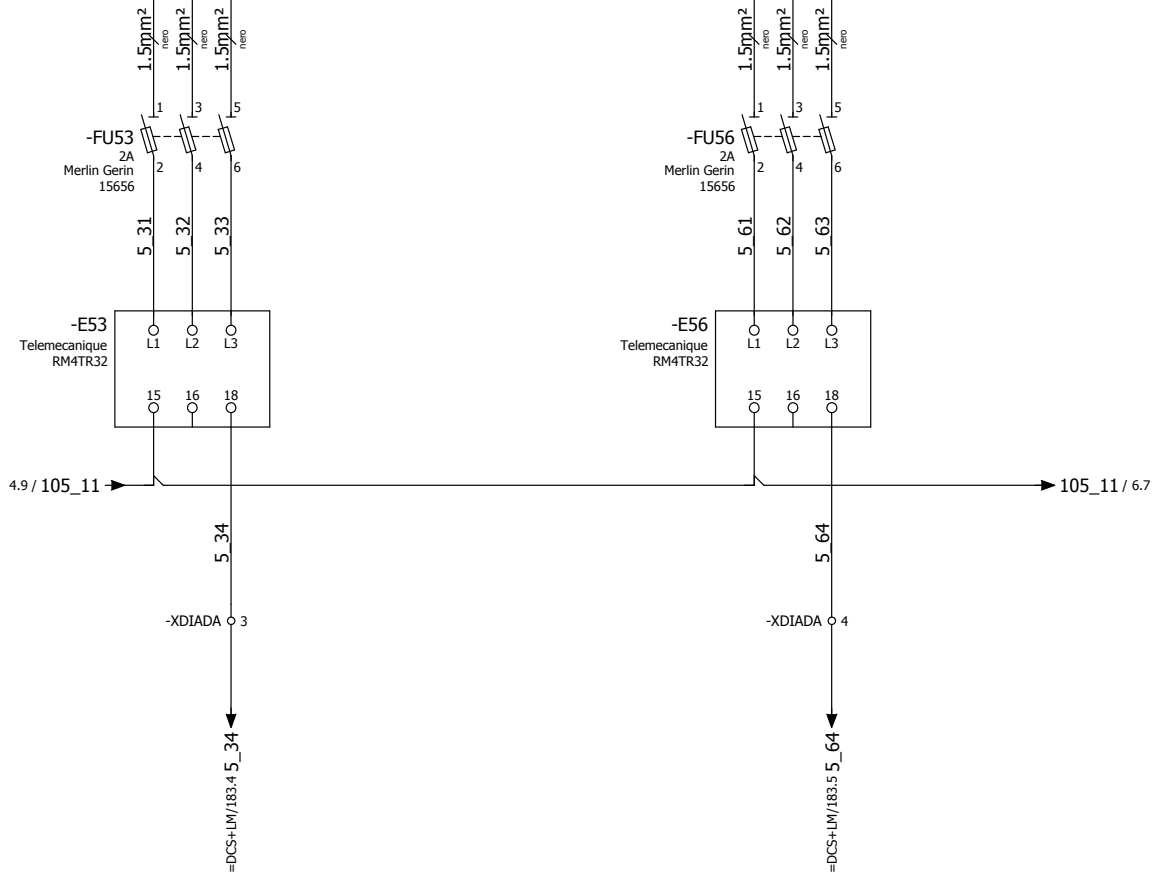 1.5mm²
nero
1.5mm²
nero
1.5mm²
nero
1.5mm²
nero
1.5mm²
nero
1.5mm²
nero
1
3
5
-FU53
2A
Merlin Gerin
15656
2
4
6
1
3
5
-FU56
2A
Merlin Gerin
15656
2
4
6
5_31
5_32
5_33
5_61
5_62
5_63
-E53
Telemecanique
RM4TR32
L1
L2
L3
15
16
18
-E56
Telemecanique
RM4TR32
L1
L2
L3
15
16
18
4.9 / 105_11
105_11 / 6.7
5_34
5_64
-XDIADA
3
-XDIADA
4
=DCS+LM/183.4 5_34
=DCS+LM/183.5 5_64